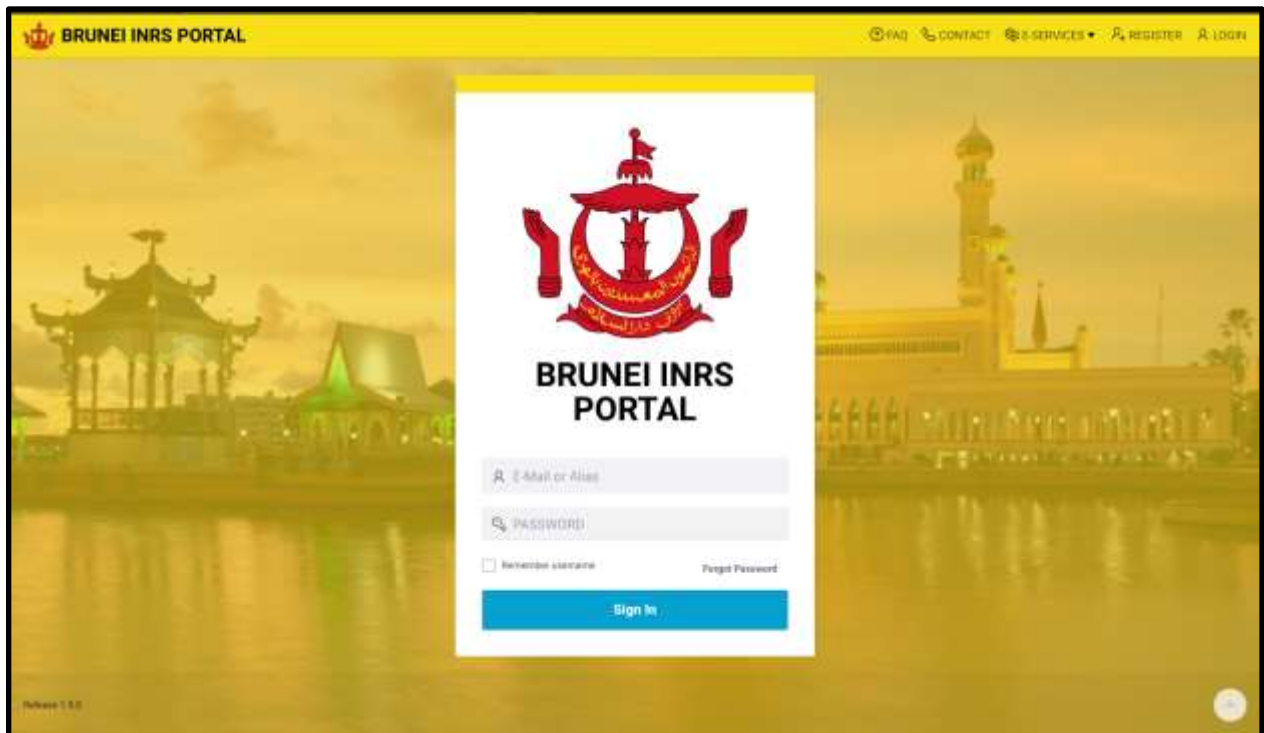 BRUNEI INRS PORTAL
FAQ CONTACT E-SERVICES REGISTER LOGIN
BRUNEI INRS
PORTAL
E-Mail or Alias
PASSWORD
Remember username
Forgot Password
Sign In